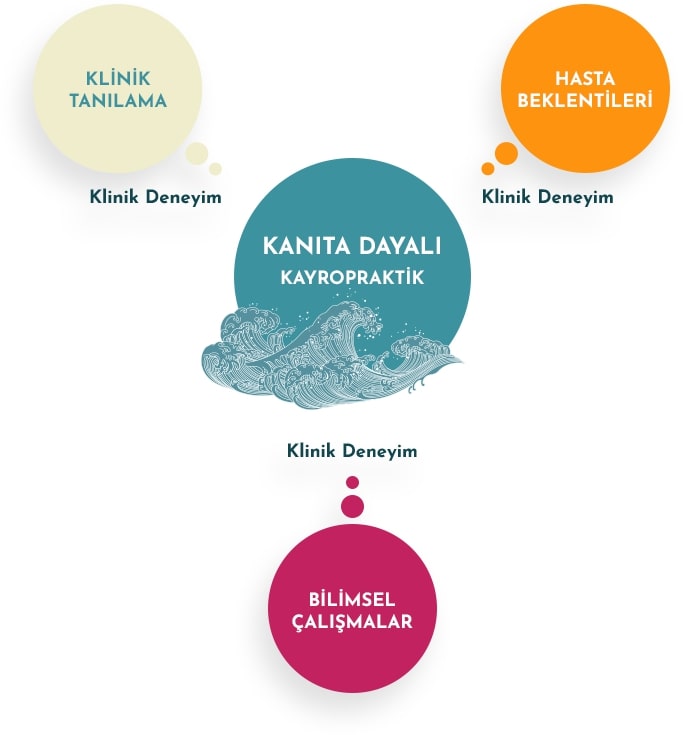 KLİNİK
TANILAMA
HASTA
BEKLENTİLERİ
Klinik Deneyim
Klinik Deneyim
KANITA DAYALI
KAYROPRAKTİK
Klinik Deneyim
BİLİMSEL
ÇALIŞMALAR